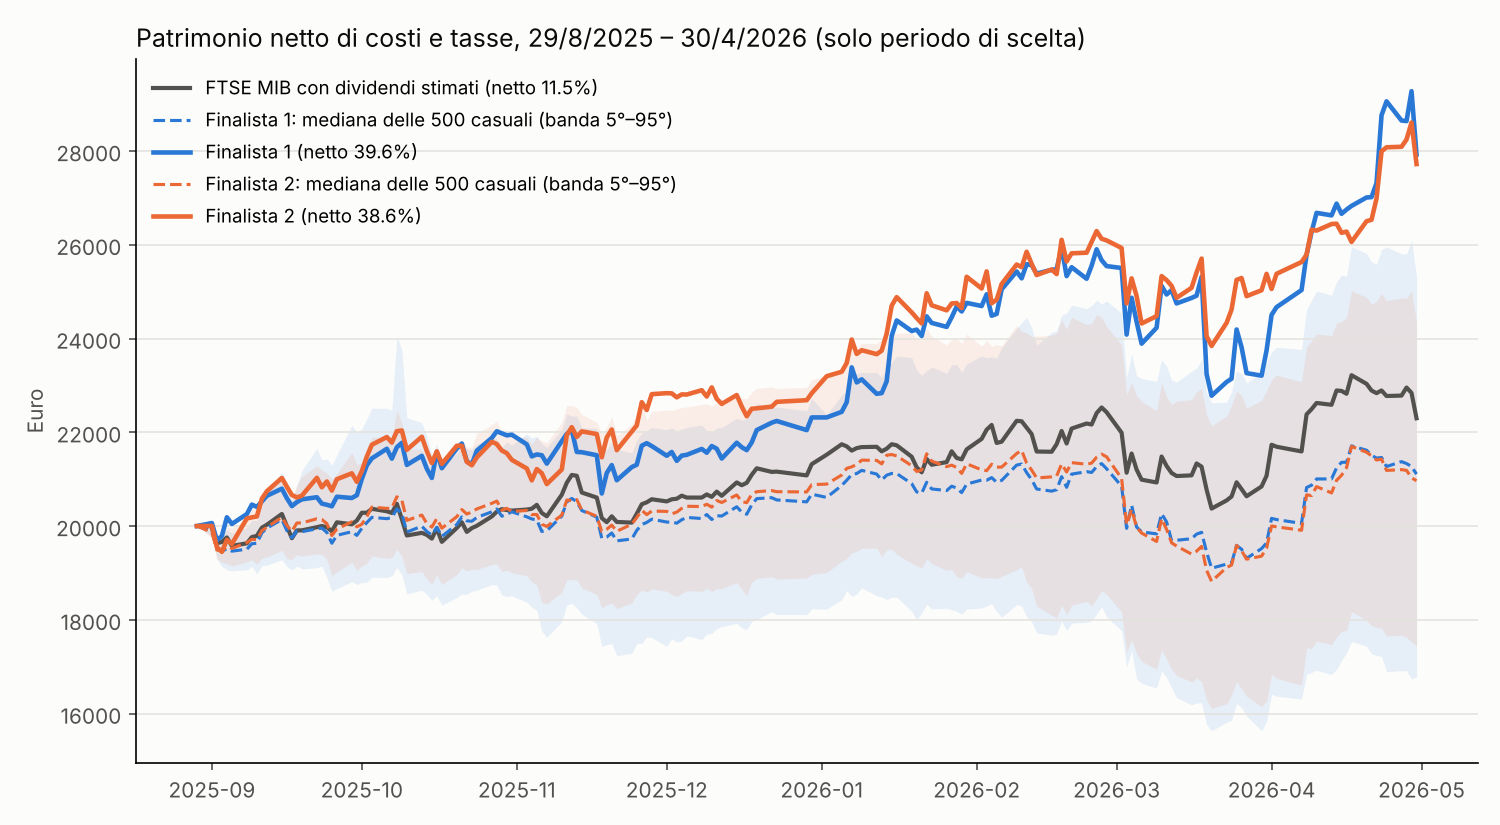 Patrimonio netto di costi e tasse, 29/8/2025 – 30/4/2026 (solo periodo di scelta)
FTSE MIB con dividendi stimati (netto 11.5%)
Finalista 1: mediana delle 500 casuali (banda 5°–95°)
Finalista 1 (netto 39.6%)
Finalista 2: mediana delle 500 casuali (banda 5°–95°)
Finalista 2 (netto 38.6%)
Euro
28000
26000
24000
22000
20000
18000
16000
2025-09 2025-10 2025-11 2025-12 2026-01 2026-02 2026-03 2026-04 2026-05